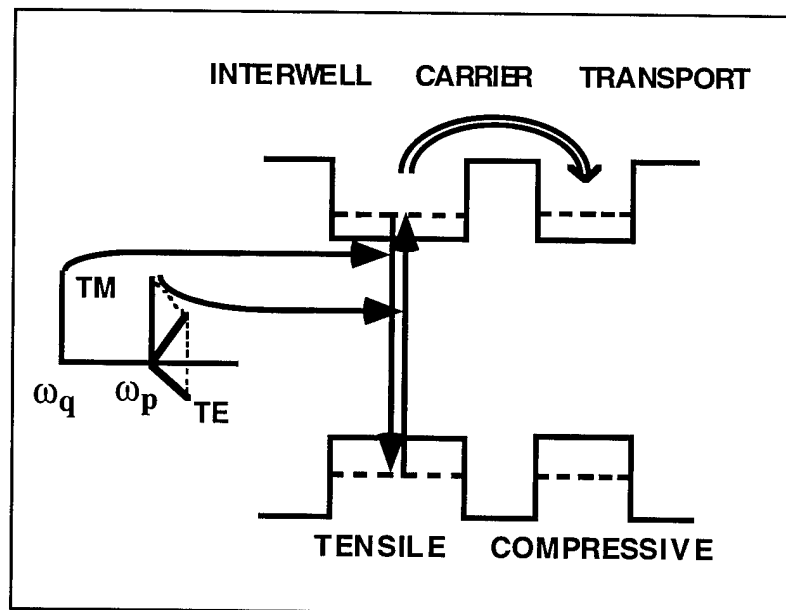 INTERWELL CARRIER TRANSPORT
TM
ωq ωp
TE
TENSILE COMPRESSIVE